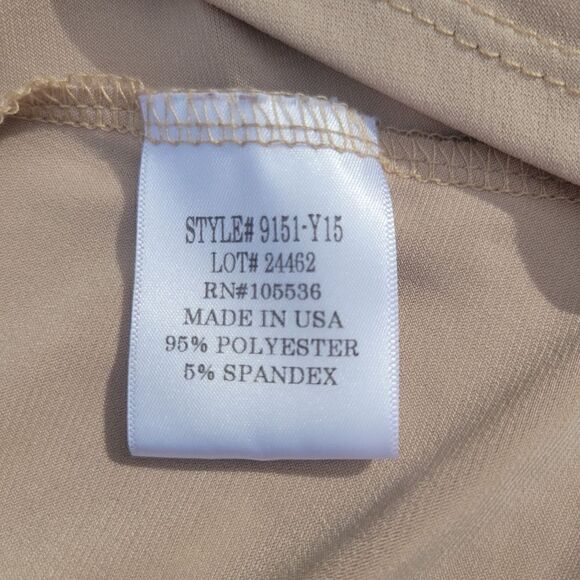 STYLE# 9151-Y15
LOT# 24462
RN#105536
MADE IN USA
95% POLYESTER
5% SPANDEX